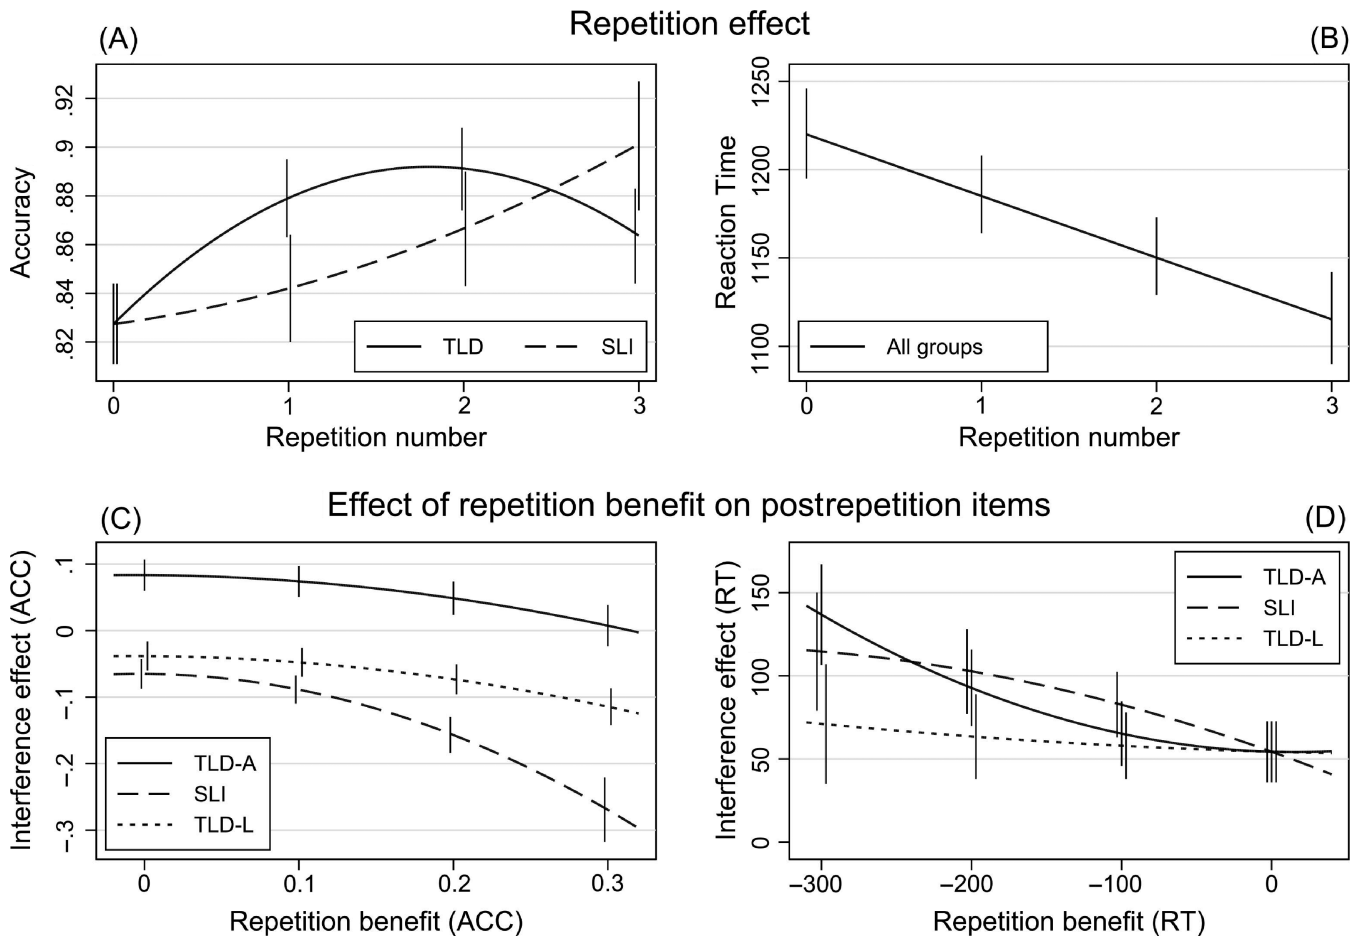 Repetition effect
(A)
(B)
Accuracy
.92
.9
.88
.86
.84
.82
TLD
SLI
0 1 2 3
Repetition number
Reaction Time
1250
1200
1150
1100
All groups
0 1 2 3
Repetition number
Effect of repetition benefit on postrepetition items
(C)
(D)
Interference effect (ACC)
.1
0
-.1
-.2
-.3
TLD-A
SLI
TLD-L
0 0.1 0.2 0.3
Repetition benefit (ACC)
Interference effect (RT)
150
100
50
0
TLD-A
SLI
TLD-L
−300 −200 −100 0
Repetition benefit (RT)